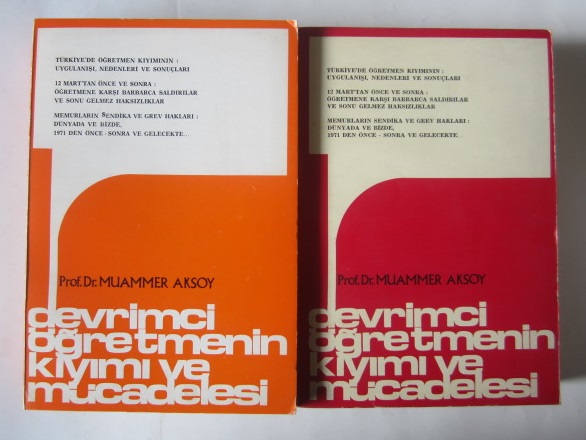 TÜRKİYE'DE ÖĞRETMEN KIYIMININ :
UYGULANIŞI, NEDENLERİ VE SONUÇLARI
12 MART'TAN ÖNCE VE SONRA :
ÖĞRETMENE KARŞI BARBARCA SALDIRILAR
VE SONU GELMEZ HAKSIZLIKLAR
MEMURLARIN SENDİKA VE GREV HAKLARI :
DÜNYADA VE BİZDE,
1971 DEN ÖNCE - SONRA VE GELECEKTE...
Prof. Dr. MUAMMER AKSOY
devrimci
öğretmenin
kıyımı ve
mücadelesi
TÜRKİYE'DE ÖĞRETMEN KIYIMININ :
UYGULANIŞI, NEDENLERİ VE SONUÇLARI
12 MART'TAN ÖNCE VE SONRA :
ÖĞRETMENE KARŞI BARBARCA SALDIRILAR
VE SONU GELMEZ HAKSIZLIKLAR
MEMURLARIN SENDİKA VE GREV HAKLARI :
DÜNYADA VE BİZDE,
1971 DEN ÖNCE - SONRA VE GELECEKTE...
Prof. Dr. MUAMMER AKSOY
devrimci
öğretmenin
kıyımı ve
mücadelesi